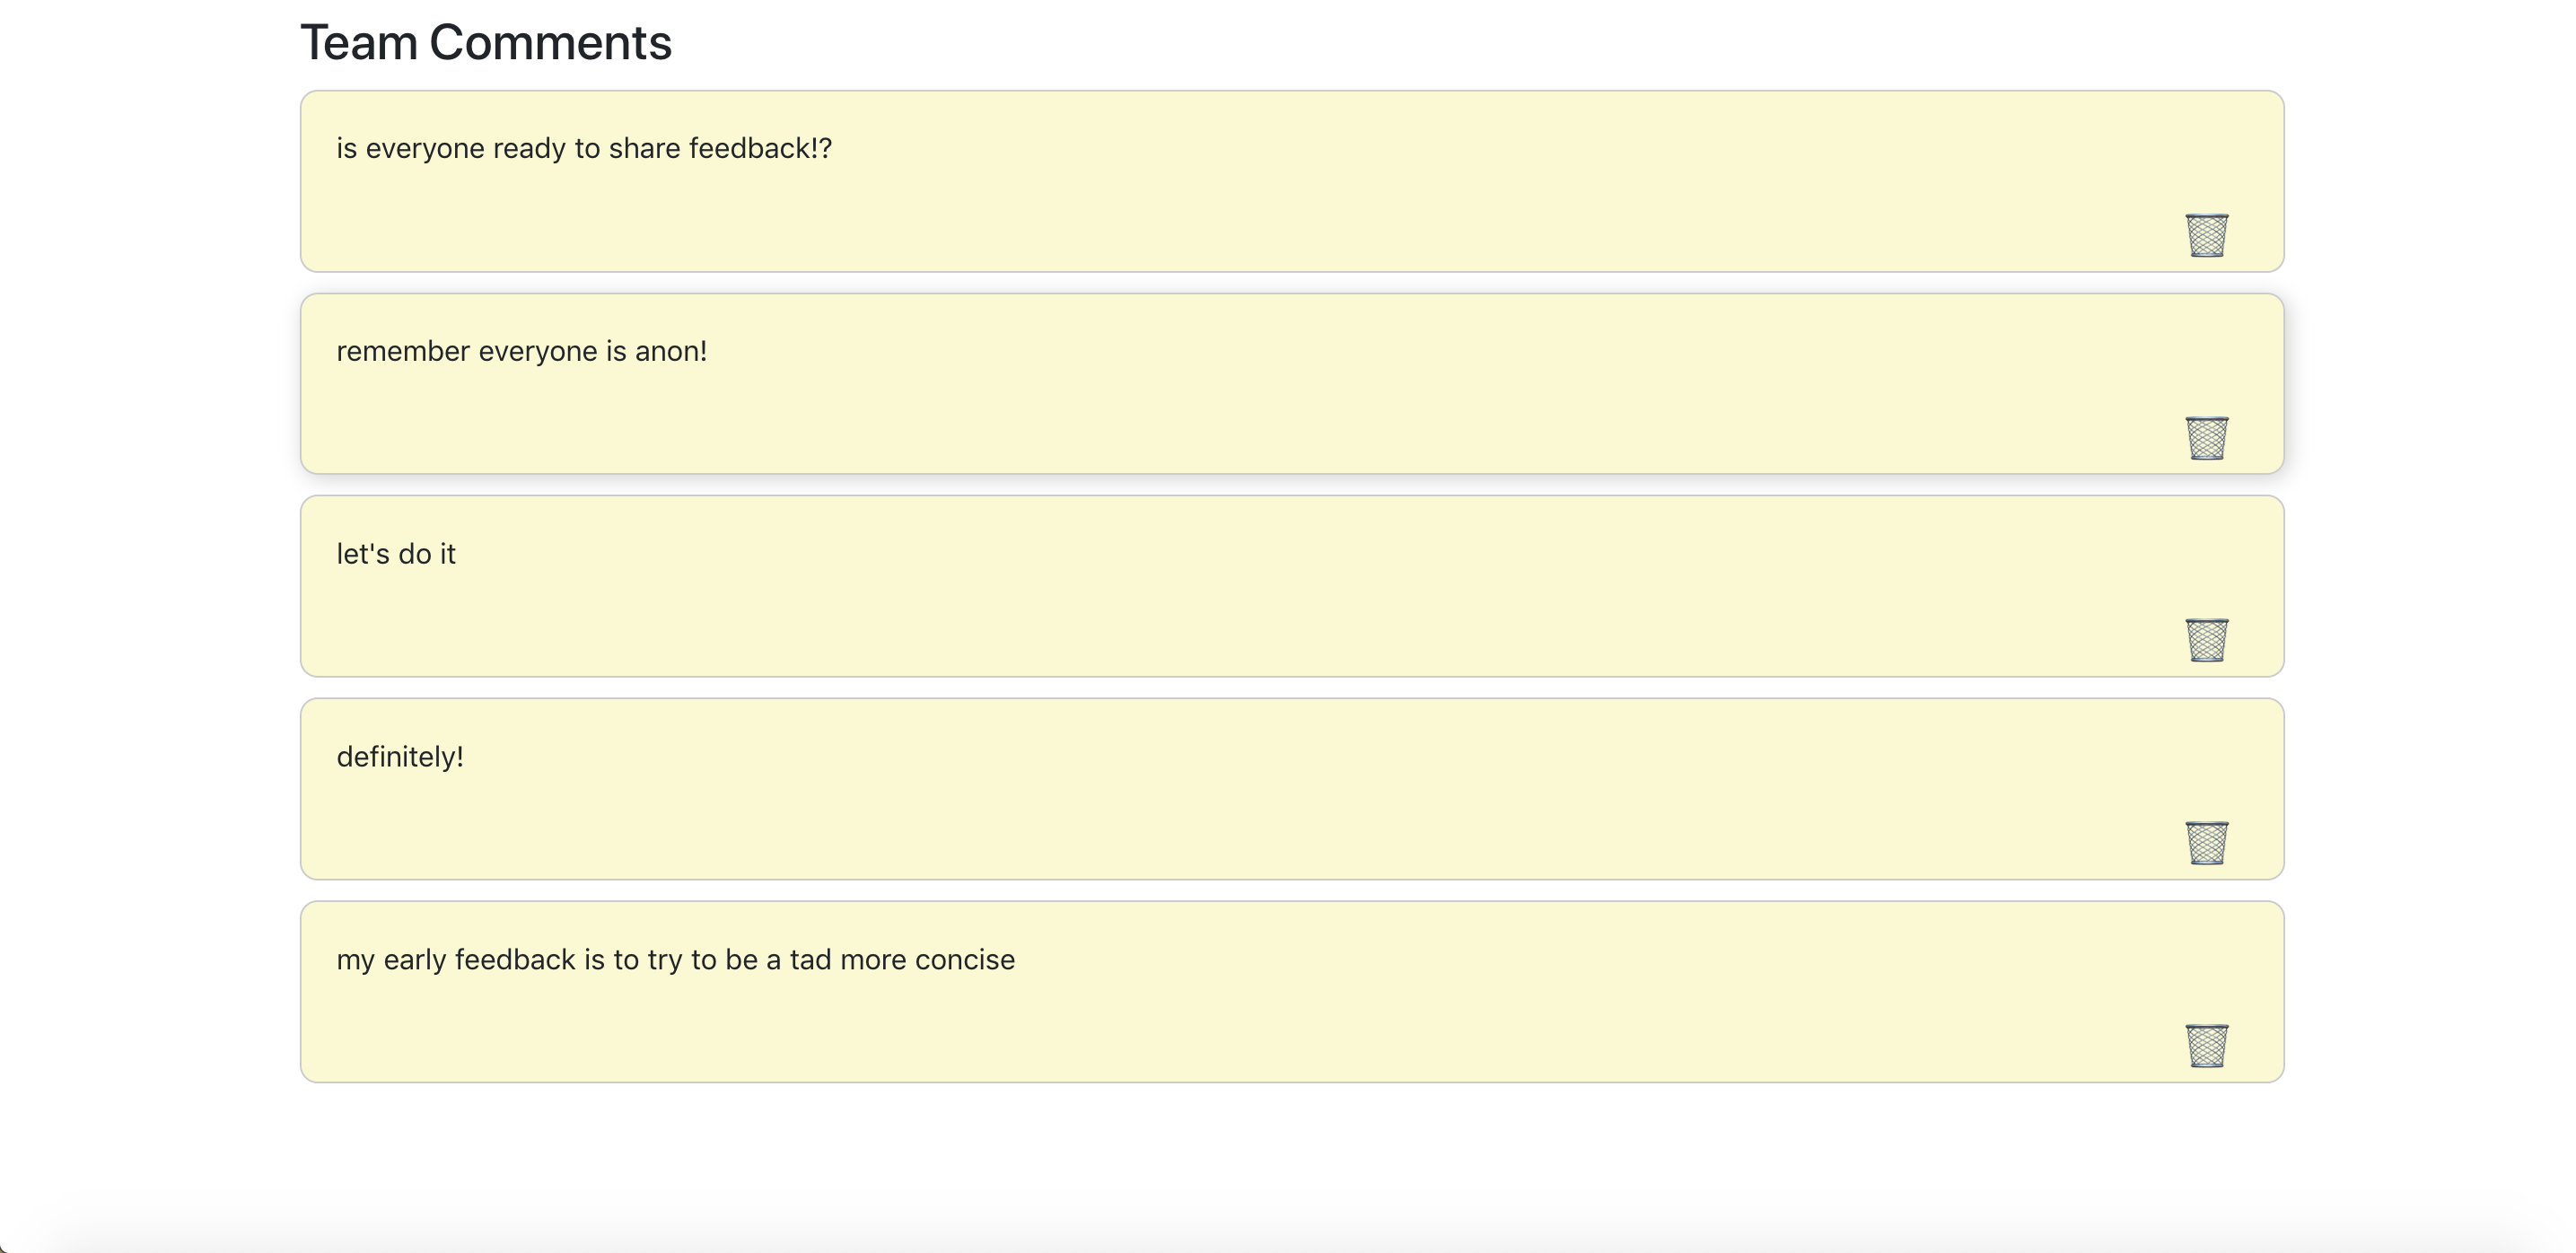 Team Comments
is everyone ready to share feedback!?
remember everyone is anon!
let's do it
definitely!
my early feedback is to try to be a tad more concise